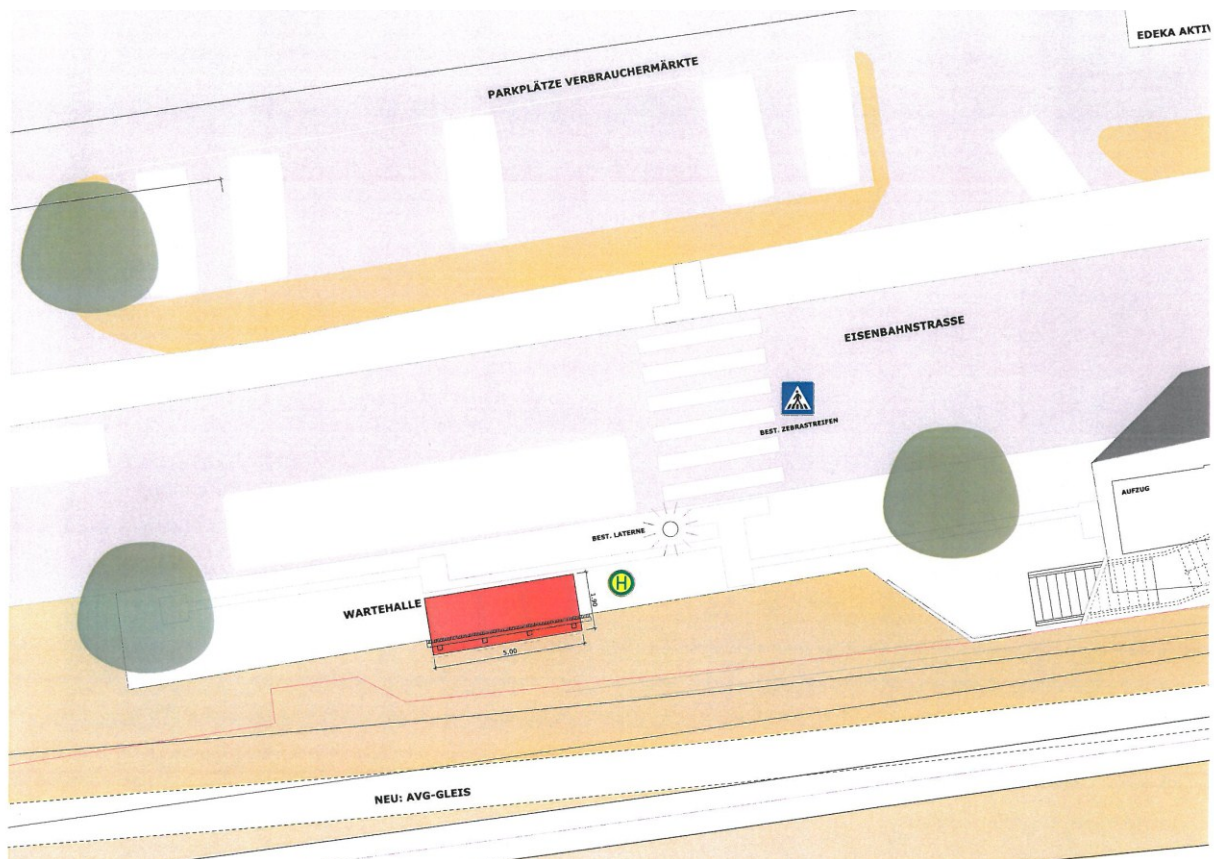 EDEKA AKTIV
PARKPLÄTZE VERBRAUCHERMÄRKTE
EISENBAHNSTRASSE
BEST. ZEBRASTREIFEN
AUFZUG
BEST. LATERNE
H
WARTEHALLE
1.90
5.00
NEU: AVG-GLEIS